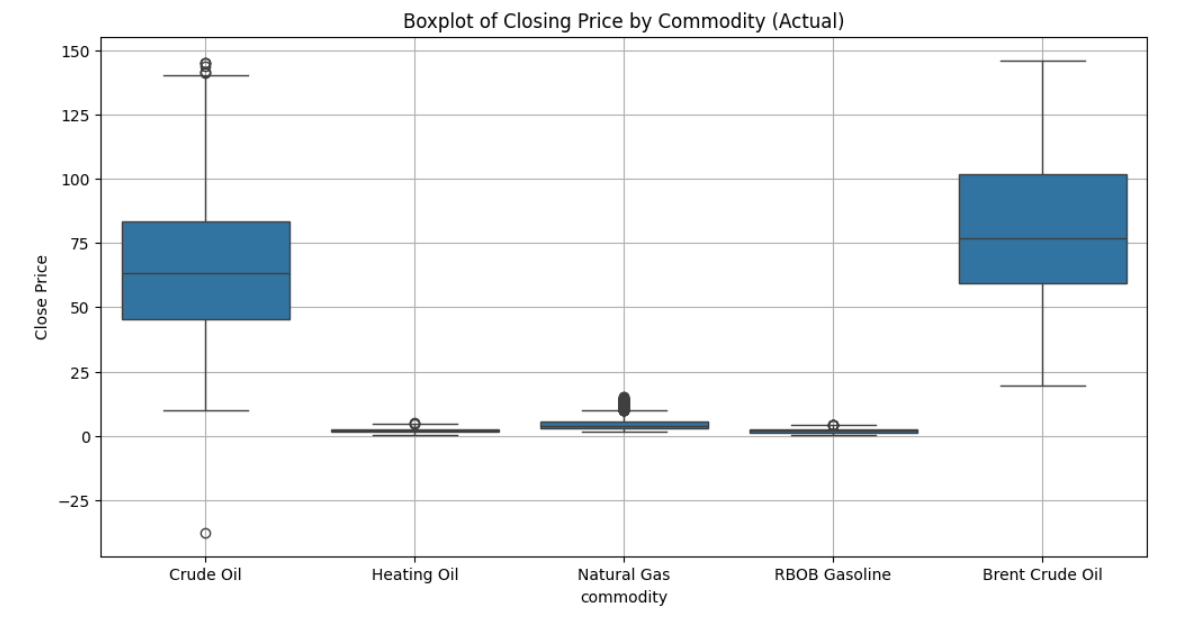 Boxplot of Closing Price by Commodity (Actual)
150
125
100
75
50
25
0
−25
Close Price
Crude Oil
Heating Oil
Natural Gas
RBOB Gasoline
Brent Crude Oil
commodity